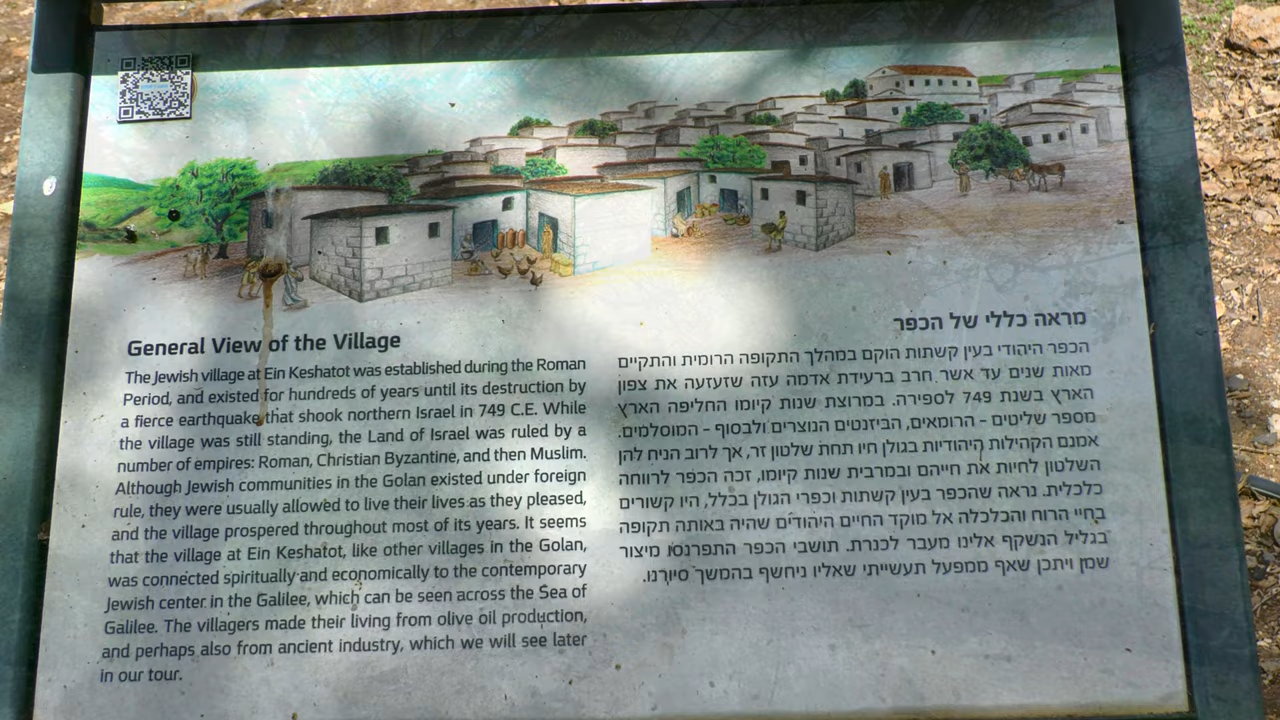 General View of the Village
The Jewish village at Ein Keshatot was established during the Roman
Period, and existed for hundreds of years until its destruction by
a fierce earthquake that shook northern Israel in 749 C.E. While
the village was still standing, the Land of Israel was ruled by a
number of empires: Roman, Christian Byzantine, and then Muslim.
Although Jewish communities in the Golan existed under foreign
rule, they were usually allowed to live their lives as they pleased,
and the village prospered throughout most of its years. It seems
that the village at Ein Keshatot, like other villages in the Golan,
was connected spiritually and economically to the contemporary
Jewish center in the Galilee, which can be seen across the Sea of
Galilee. The villagers made their living from olive oil production,
and perhaps also from ancient industry, which we will see later
in our tour.
מראה כללי של הכפר
הכפר היהודי בעין קשתות הוקם במהלך התקופה הרומית והתקיים
מאות שנים עד אשר חרב ברעידת אדמה עזה שזעזעה את צפון
הארץ בשנת 749 לספירה. במרוצת שנות קיומו החליפה הארץ
מספר שליטים - הרומאים, הביזנטים הנוצרים ולבסוף - המוסלמים.
אמנם הקהילות היהודיות בגולן חיו תחת שלטון זר, אך לרוב הניח להן
השלטון לחיות את חייהם ובמרבית שנות קיומו, זכה הכפר לרווחה
כלכלית. נראה שהכפר בעין קשתות וכפרי הגולן בכלל, היו קשורים
בחיי הרוח והכלכלה אל מוקד החיים היהודים שהיה באותה תקופה
בגליל הנשקף אלינו מעבר לכנרת. תושבי הכפר התפרנסו מיצור
שמן ויתכן שאף ממפעל תעשייתי שאליו ניחשף בהמשך סיורנו.